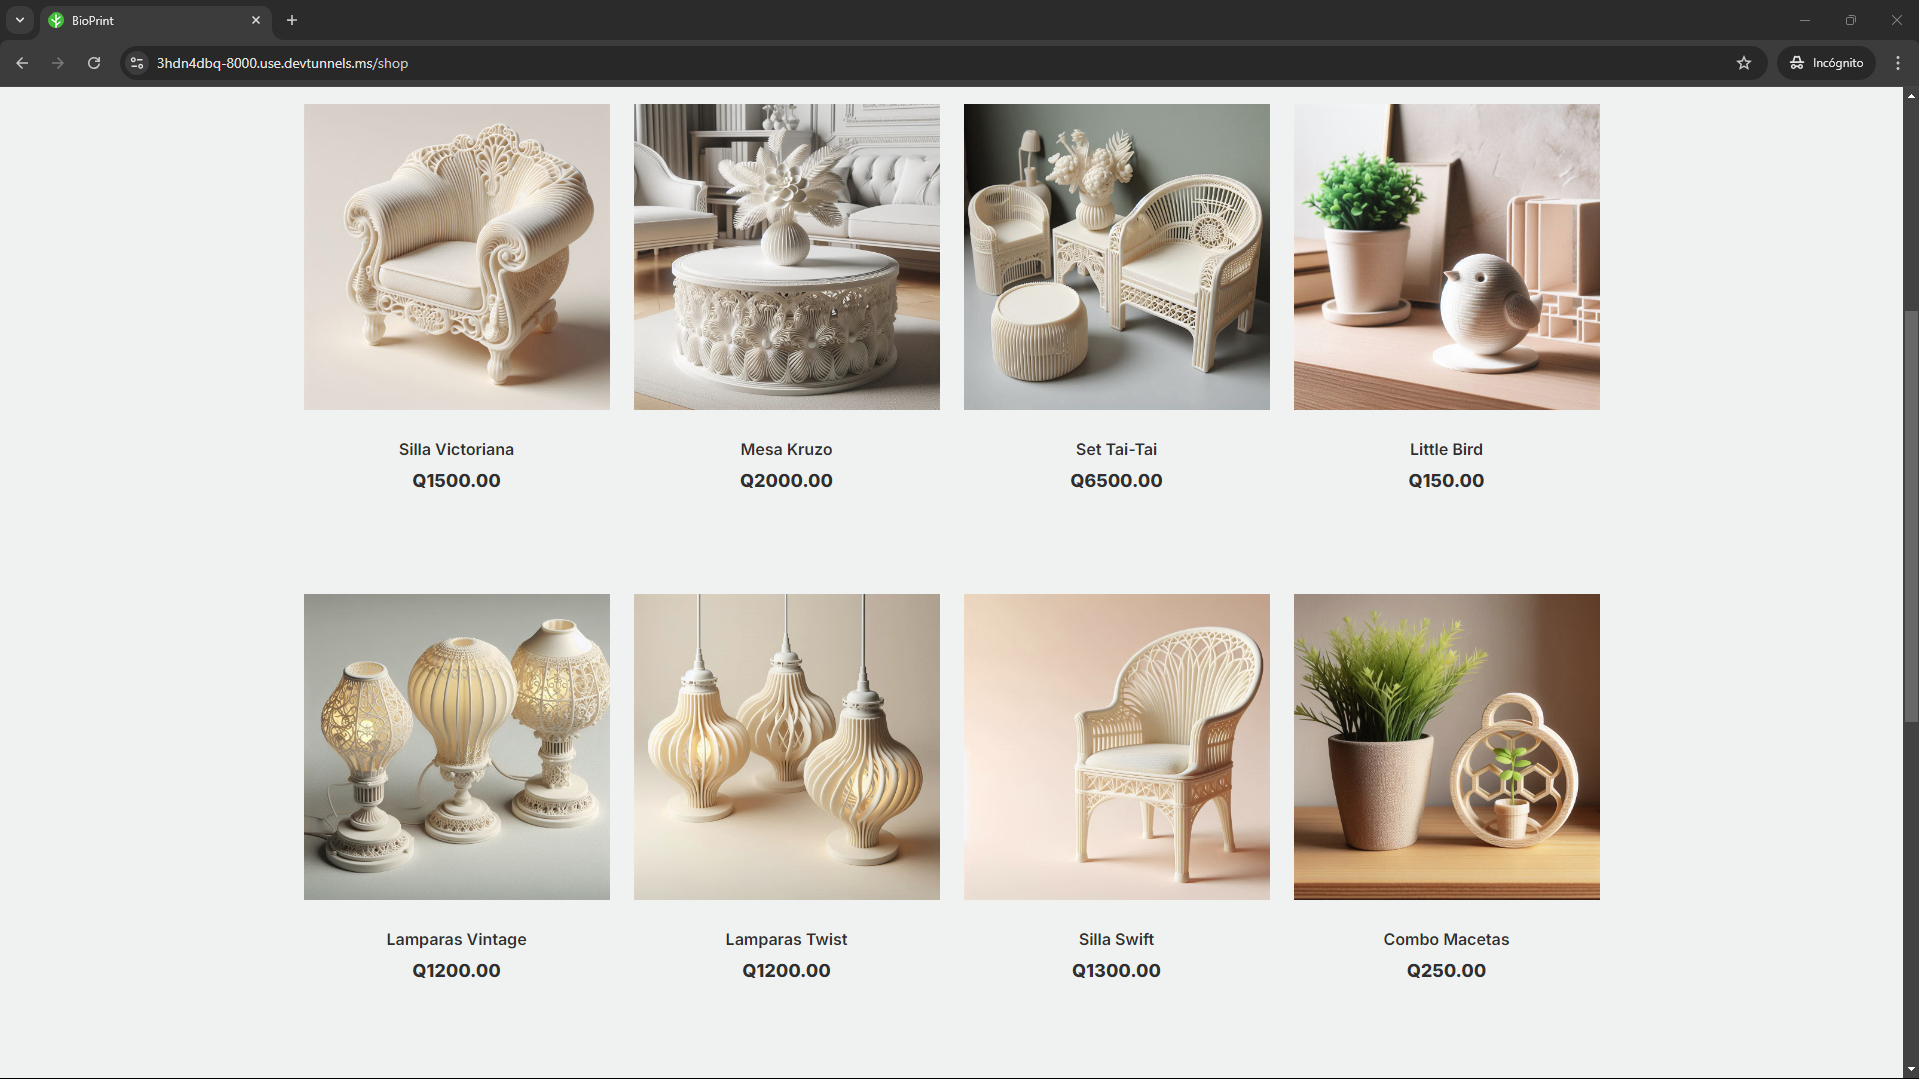 BioPrint
3hdn4dbq-8000.use.devtunnels.ms/shop
Incógnito
Silla Victoriana
Mesa Kruzo
Set Tai-Tai
Little Bird
Q1500.00
Q2000.00
Q6500.00
Q150.00
Lamparas Vintage
Lamparas Twist
Silla Swift
Combo Macetas
Q1200.00
Q1200.00
Q1300.00
Q250.00